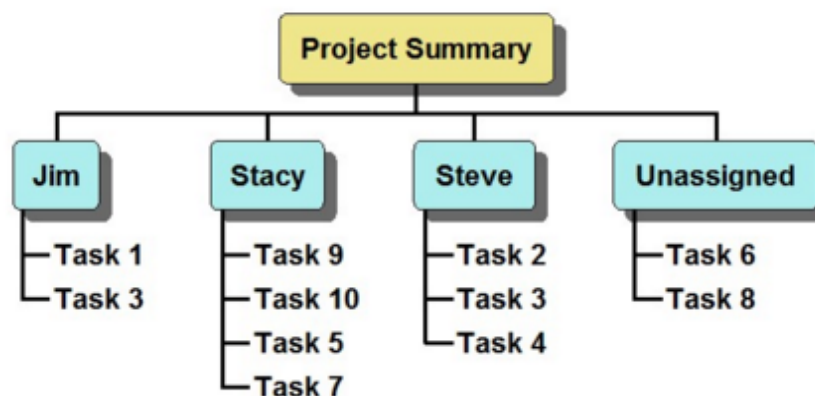 Project Summary
Jim
Task 1
Task 3
Stacy
Task 9
Task 10
Task 5
Task 7
Steve
Task 2
Task 3
Task 4
Unassigned
Task 6
Task 8